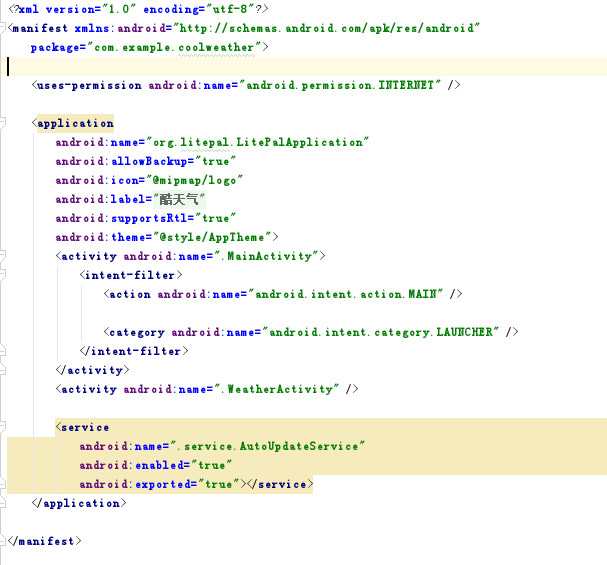 <?xml version="1.0" encoding="utf-8"?>
<manifest xmlns:android="http://schemas.android.com/apk/res/android"
    package="com.example.coolweather">

    <uses-permission android:name="android.permission.INTERNET" />

    <application
        android:name="org.litepal.LitePalApplication"
        android:allowBackup="true"
        android:icon="@mipmap/logo"
        android:label="酷天气"
        android:supportsRtl="true"
        android:theme="@style/AppTheme">
        <activity android:name=".MainActivity">
            <intent-filter>
                <action android:name="android.intent.action.MAIN" />

                <category android:name="android.intent.category.LAUNCHER" />
            </intent-filter>
        </activity>
        <activity android:name=".WeatherActivity" />

        <service
            android:name=".service.AutoUpdateService"
            android:enabled="true"
            android:exported="true"></service>
    </application>

</manifest>